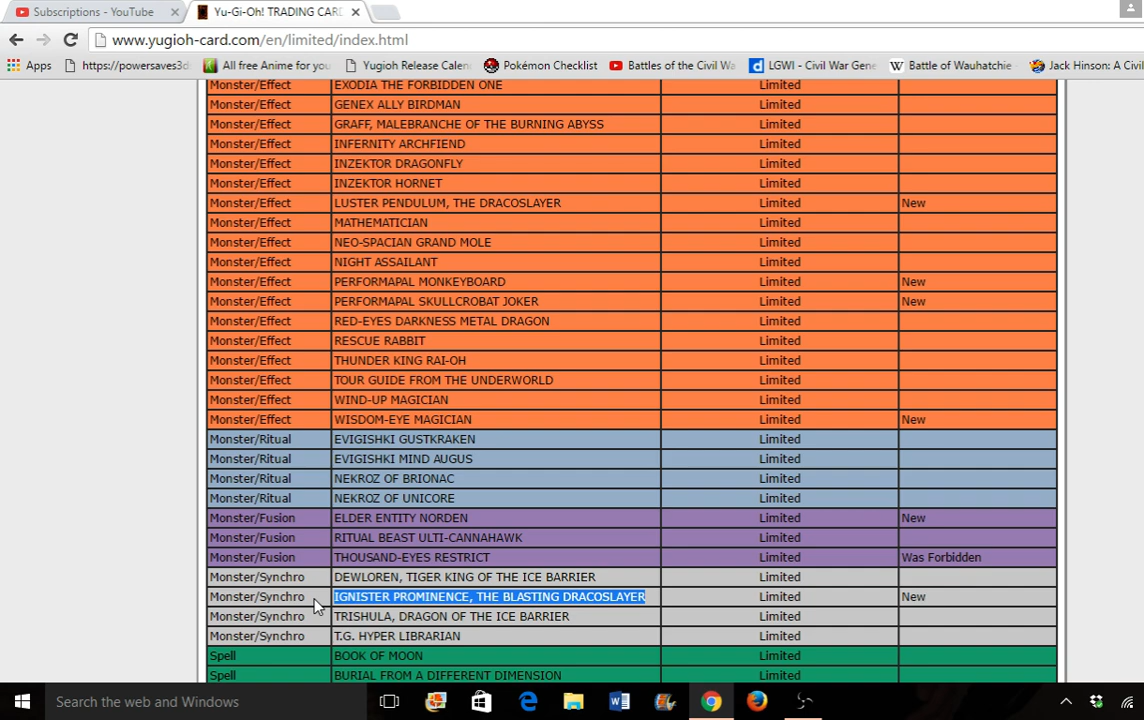 Subscriptions - YouTube × Yu-Gi-Oh! TRADING CARD ×
www.yugioh-card.com/en/limited/index.html
Apps https://powersaves3ds All free Anime for you Yugioh Release Calen Pokémon Checklist Battles of the Civil Wa LGWI - Civil War Gene Battle of Wauhatchie Jack Hinson: A Civi
Monster/Effect EXODIA THE FORBIDDEN ONE Limited
Monster/Effect GENEX ALLY BIRDMAN Limited
Monster/Effect GRAFF, MALEBRANCHE OF THE BURNING ABYSS Limited
Monster/Effect INFERNITY ARCHFIEND Limited
Monster/Effect INZEKTOR DRAGONFLY Limited
Monster/Effect INZEKTOR HORNET Limited
Monster/Effect LUSTER PENDULUM, THE DRACOSLAYER Limited New
Monster/Effect MATHEMATICIAN Limited
Monster/Effect NEO-SPACIAN GRAND MOLE Limited
Monster/Effect NIGHT ASSAILANT Limited
Monster/Effect PERFORMAPAL MONKEYBOARD Limited New
Monster/Effect PERFORMAPAL SKULLCROBAT JOKER Limited New
Monster/Effect RED-EYES DARKNESS METAL DRAGON Limited
Monster/Effect RESCUE RABBIT Limited
Monster/Effect THUNDER KING RAI-OH Limited
Monster/Effect TOUR GUIDE FROM THE UNDERWORLD Limited
Monster/Effect WIND-UP MAGICIAN Limited
Monster/Effect WISDOM-EYE MAGICIAN Limited New
Monster/Ritual EVIGISHKI GUSTKRAKEN Limited
Monster/Ritual EVIGISHKI MIND AUGUS Limited
Monster/Ritual NEKROZ OF BRIONAC Limited
Monster/Ritual NEKROZ OF UNICORE Limited
Monster/Fusion ELDER ENTITY NORDEN Limited New
Monster/Fusion RITUAL BEAST ULTI-CANNAHAWK Limited
Monster/Fusion THOUSAND-EYES RESTRICT Limited Was Forbidden
Monster/Synchro DEWLOREN, TIGER KING OF THE ICE BARRIER Limited
Monster/Synchro IGNISTER PROMINENCE, THE BLASTING DRACOSLAYER Limited New
Monster/Synchro TRISHULA, DRAGON OF THE ICE BARRIER Limited
Monster/Synchro T.G. HYPER LIBRARIAN Limited
Spell BOOK OF MOON Limited
Spell BURIAL FROM A DIFFERENT DIMENSION Limited
Search the web and Windows